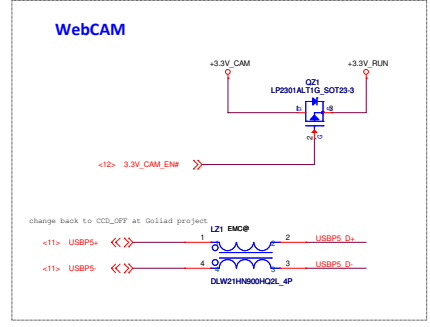 WebCAM
+3.3V_CAM
+3.3V_RUN
QZ1
LP2301ALT1G_SOT23-3
2
G
<12> 3.3V_CAM_EN#
change back to CCD_OFF at Goliad project
LZ1 EMC@
<11> USBP5+
1
2
USBP5_D+
<11> USBP5-
4
3
USBP5_D-
DLW21HN900HQ2L_4P